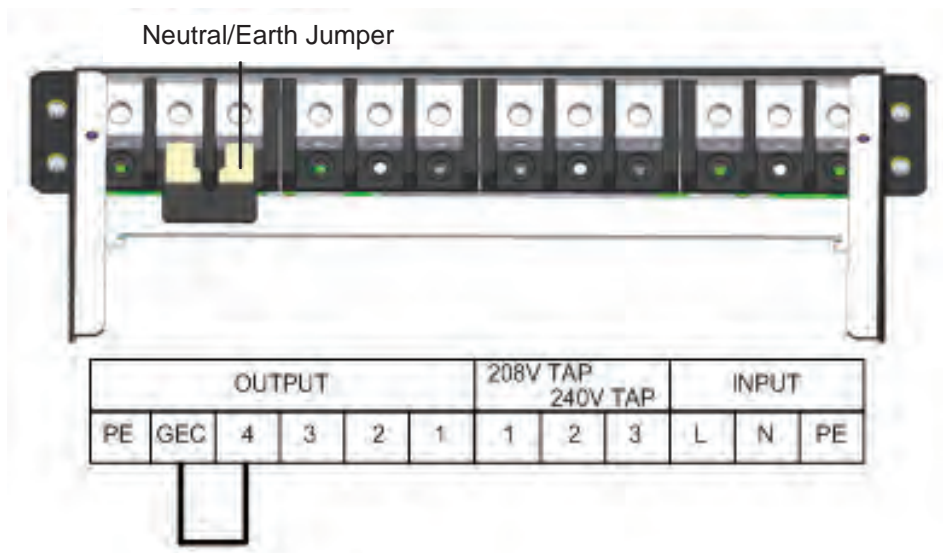 Neutral/Earth Jumper
OUTPUT 208V TAP INPUT
240V TAP
PE GEC 4 3 2 1 1 2 3 L N PE